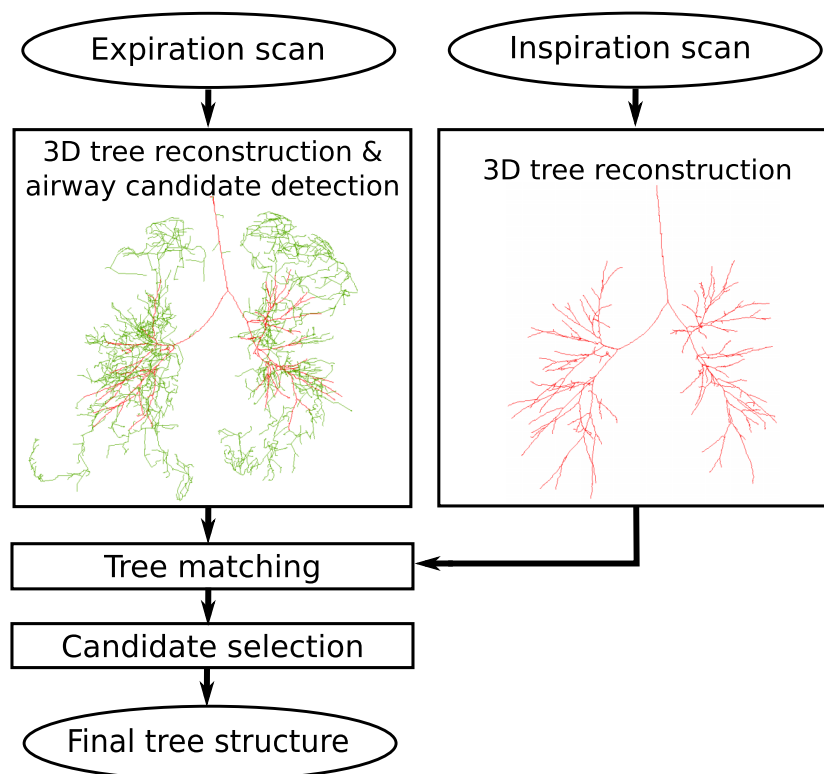 Expiration scan
Inspiration scan
3D tree reconstruction &
airway candidate detection
3D tree reconstruction
Tree matching
Candidate selection
Final tree structure